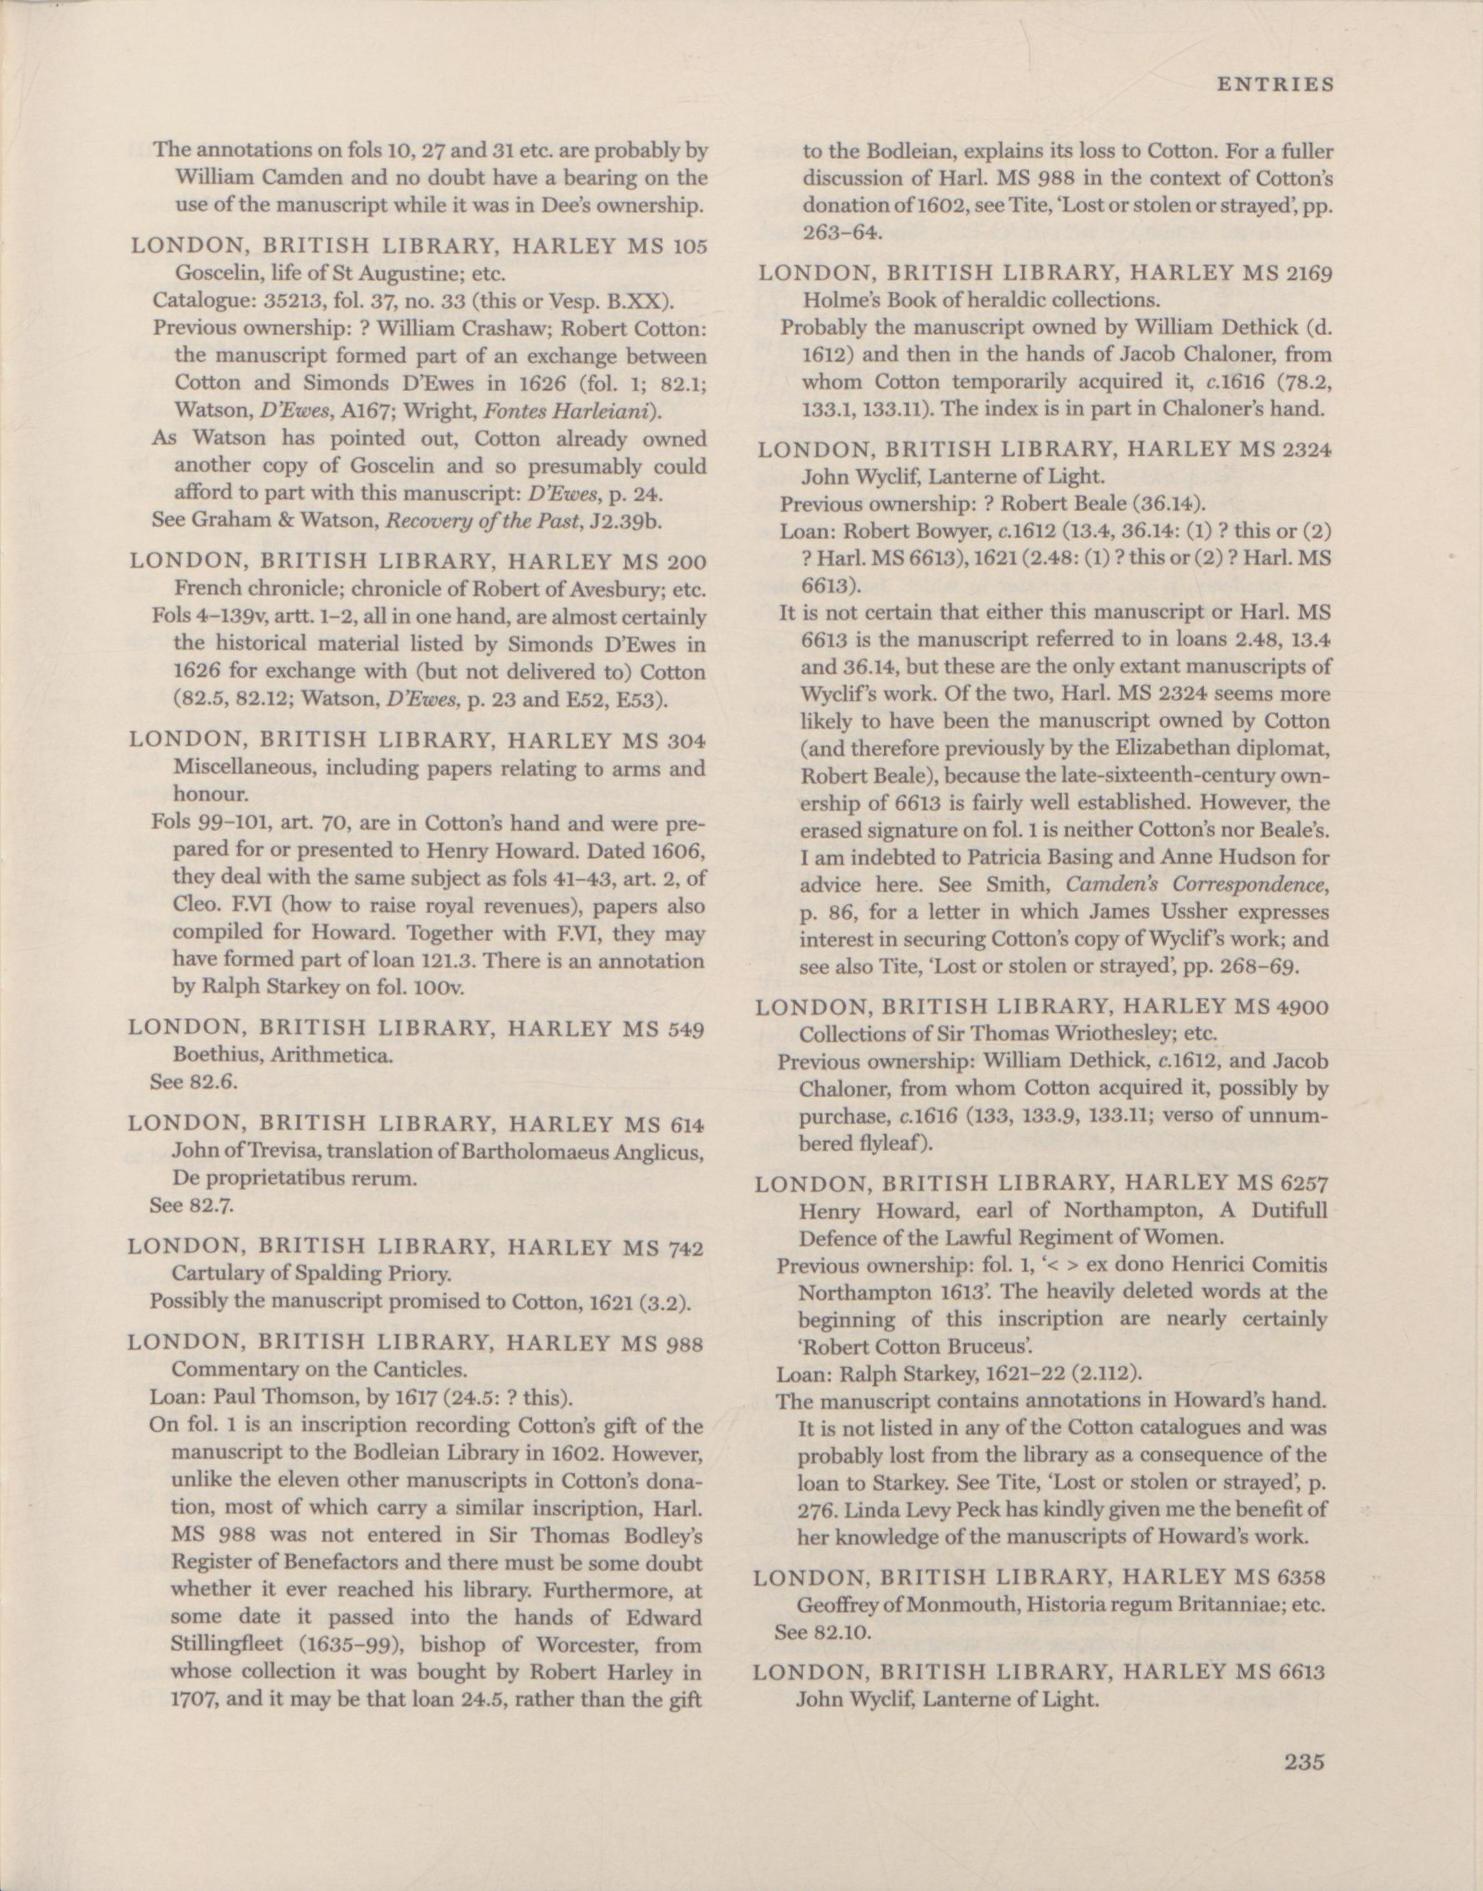 ENTRIES
The annotations on fols 10, 27 and 31 etc. are probably by
William Camden and no doubt have a bearing on the
use of the manuscript while it was in Dee's ownership.
LONDON, BRITISH LIBRARY, HARLEY MS 105
Goscelin, life of St Augustine; etc.
Catalogue: 35213, fol. 37, no. 33 (this or Vesp. B.XX).
Previous ownership: ? William Crashaw; Robert Cotton:
the manuscript formed part of an exchange between
Cotton and Simonds D'Ewes in 1626 (fol. 1; 82.1;
Watson, D'Ewes, A167; Wright, Fontes Harleiani).
As Watson has pointed out, Cotton already owned
another copy of Goscelin and so presumably could
afford to part with this manuscript: D'Ewes, p. 24.
See Graham & Watson, Recovery of the Past, J2.39b.
LONDON, BRITISH LIBRARY, HARLEY MS 200
French chronicle; chronicle of Robert of Avesbury; etc.
Fols 4–139v, artt. 1–2, all in one hand, are almost certainly
the historical material listed by Simonds D'Ewes in
1626 for exchange with (but not delivered to) Cotton
(82.5, 82.12; Watson, D'Ewes, p. 23 and E52, E53).
LONDON, BRITISH LIBRARY, HARLEY MS 304
Miscellaneous, including papers relating to arms and
honour.
Fols 99–101, art. 70, are in Cotton's hand and were pre-
pared for or presented to Henry Howard. Dated 1606,
they deal with the same subject as fols 41–43, art. 2, of
Cleo. F.VI (how to raise royal revenues), papers also
compiled for Howard. Together with F.VI, they may
have formed part of loan 121.3. There is an annotation
by Ralph Starkey on fol. 100v.
LONDON, BRITISH LIBRARY, HARLEY MS 549
Boethius, Arithmetica.
See 82.6.
LONDON, BRITISH LIBRARY, HARLEY MS 614
John of Trevisa, translation of Bartholomaeus Anglicus,
De proprietatibus rerum.
See 82.7.
LONDON, BRITISH LIBRARY, HARLEY MS 742
Cartulary of Spalding Priory.
Possibly the manuscript promised to Cotton, 1621 (3.2).
LONDON, BRITISH LIBRARY, HARLEY MS 988
Commentary on the Canticles.
Loan: Paul Thomson, by 1617 (24.5: ? this).
On fol. 1 is an inscription recording Cotton's gift of the
manuscript to the Bodleian Library in 1602. However,
unlike the eleven other manuscripts in Cotton's dona-
tion, most of which carry a similar inscription, Harl.
MS 988 was not entered in Sir Thomas Bodley's
Register of Benefactors and there must be some doubt
whether it ever reached his library. Furthermore, at
some date it passed into the hands of Edward
Stillingfleet (1635–99), bishop of Worcester, from
whose collection it was bought by Robert Harley in
1707, and it may be that loan 24.5, rather than the gift
to the Bodleian, explains its loss to Cotton. For a fuller
discussion of Harl. MS 988 in the context of Cotton's
donation of 1602, see Tite, 'Lost or stolen or strayed', pp.
263–64.
LONDON, BRITISH LIBRARY, HARLEY MS 2169
Holme's Book of heraldic collections.
Probably the manuscript owned by William Dethick (d.
1612) and then in the hands of Jacob Chaloner, from
whom Cotton temporarily acquired it, c.1616 (78.2,
133.1, 133.11). The index is in part in Chaloner's hand.
LONDON, BRITISH LIBRARY, HARLEY MS 2324
John Wyclif, Lanterne of Light.
Previous ownership: ? Robert Beale (36.14).
Loan: Robert Bowyer, c.1612 (13.4, 36.14: (1) ? this or (2)
? Harl. MS 6613), 1621 (2.48: (1) ? this or (2) ? Harl. MS
6613).
It is not certain that either this manuscript or Harl. MS
6613 is the manuscript referred to in loans 2.48, 13.4
and 36.14, but these are the only extant manuscripts of
Wyclif's work. Of the two, Harl. MS 2324 seems more
likely to have been the manuscript owned by Cotton
(and therefore previously by the Elizabethan diplomat,
Robert Beale), because the late-sixteenth-century own-
ership of 6613 is fairly well established. However, the
erased signature on fol. 1 is neither Cotton's nor Beale's.
I am indebted to Patricia Basing and Anne Hudson for
advice here. See Smith, Camden's Correspondence,
p. 86, for a letter in which James Ussher expresses
interest in securing Cotton's copy of Wyclif's work; and
see also Tite, 'Lost or stolen or strayed', pp. 268–69.
LONDON, BRITISH LIBRARY, HARLEY MS 4900
Collections of Sir Thomas Wriothesley; etc.
Previous ownership: William Dethick, c.1612, and Jacob
Chaloner, from whom Cotton acquired it, possibly by
purchase, c.1616 (133, 133.9, 133.11; verso of unnum-
bered flyleaf).
LONDON, BRITISH LIBRARY, HARLEY MS 6257
Henry Howard, earl of Northampton, A Dutifull
Defence of the Lawful Regiment of Women.
Previous ownership: fol. 1, '< > ex dono Henrici Comitis
Northampton 1613'. The heavily deleted words at the
beginning of this inscription are nearly certainly
'Robert Cotton Bruceus'.
Loan: Ralph Starkey, 1621–22 (2.112).
The manuscript contains annotations in Howard's hand.
It is not listed in any of the Cotton catalogues and was
probably lost from the library as a consequence of the
loan to Starkey. See Tite, 'Lost or stolen or strayed', p.
276. Linda Levy Peck has kindly given me the benefit of
her knowledge of the manuscripts of Howard's work.
LONDON, BRITISH LIBRARY, HARLEY MS 6358
Geoffrey of Monmouth, Historia regum Britanniae; etc.
See 82.10.
LONDON, BRITISH LIBRARY, HARLEY MS 6613
John Wyclif, Lanterne of Light.
235